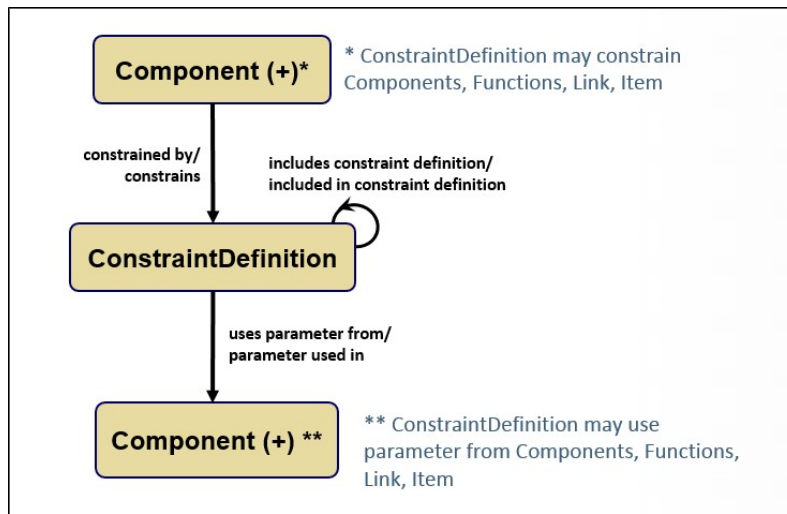 Component (+)*
* ConstraintDefinition may constrain
Components, Functions, Link, Item
constrained by/
constrains
includes constraint definition/
included in constraint definition
ConstraintDefinition
uses parameter from/
parameter used in
Component (+) **
** ConstraintDefinition may use
parameter from Components, Functions,
Link, Item